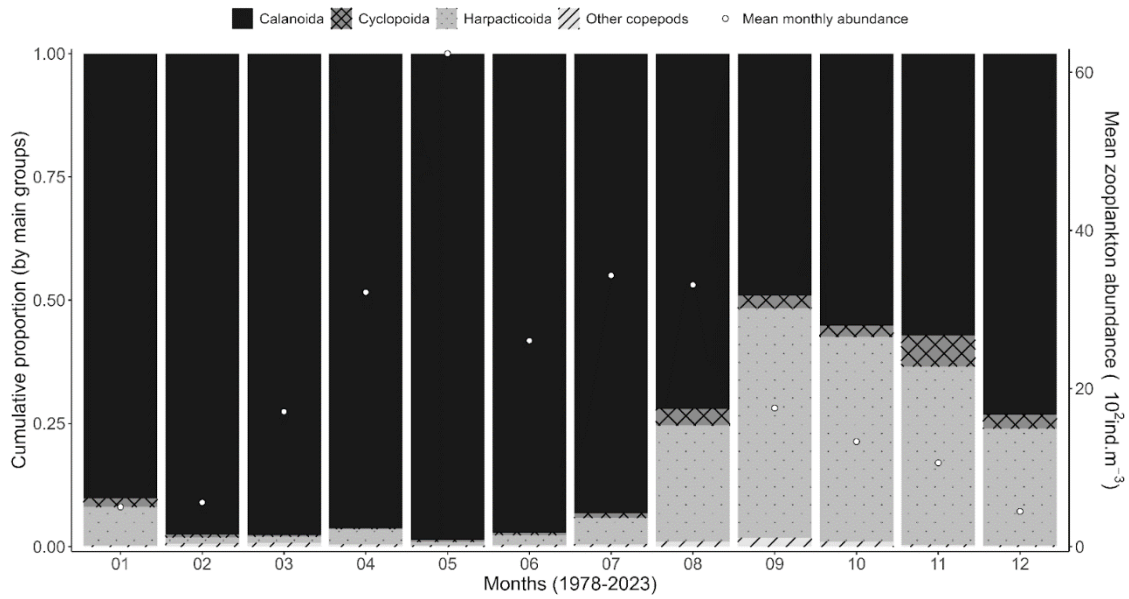 Calanoida Cyclopoida Harpacticoida Other copepods Mean monthly abundance
Cumulative proportion (by main groups)
1.00
0.75
0.50
0.25
0.00
60
40
20
0
Mean zooplankton abundance ( 10²ind.m⁻³)
01 02 03 04 05 06 07 08 09 10 11 12
Months (1978-2023)